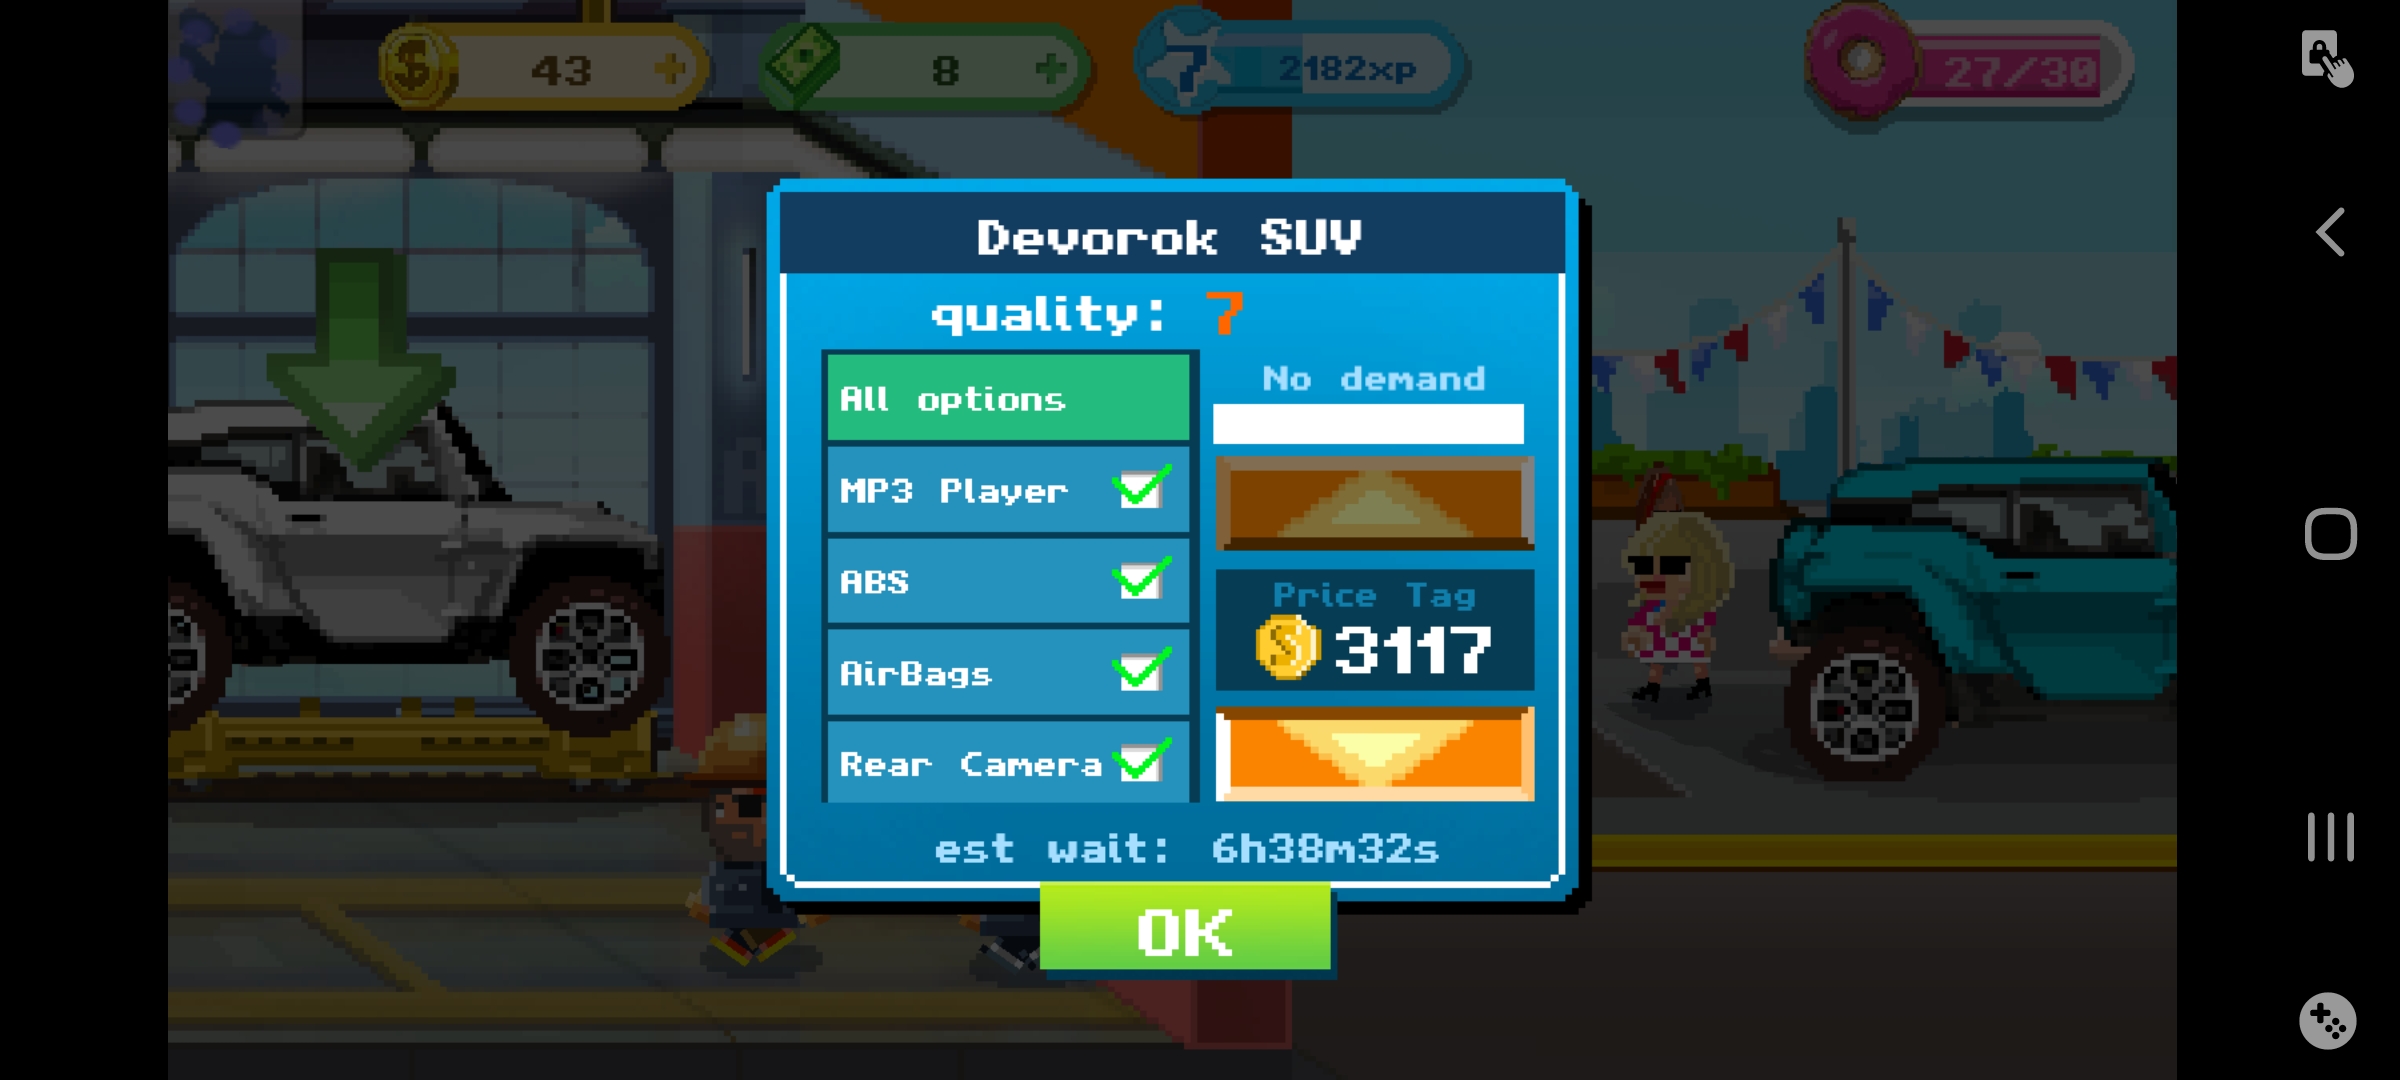 43
8
7
2182xp
27/30
Devorok SUV
quality: 7
All options
MP3 Player
ABS
AirBags
Rear Camera
No demand
Price Tag
3117
est wait: 6h38m32s
OK